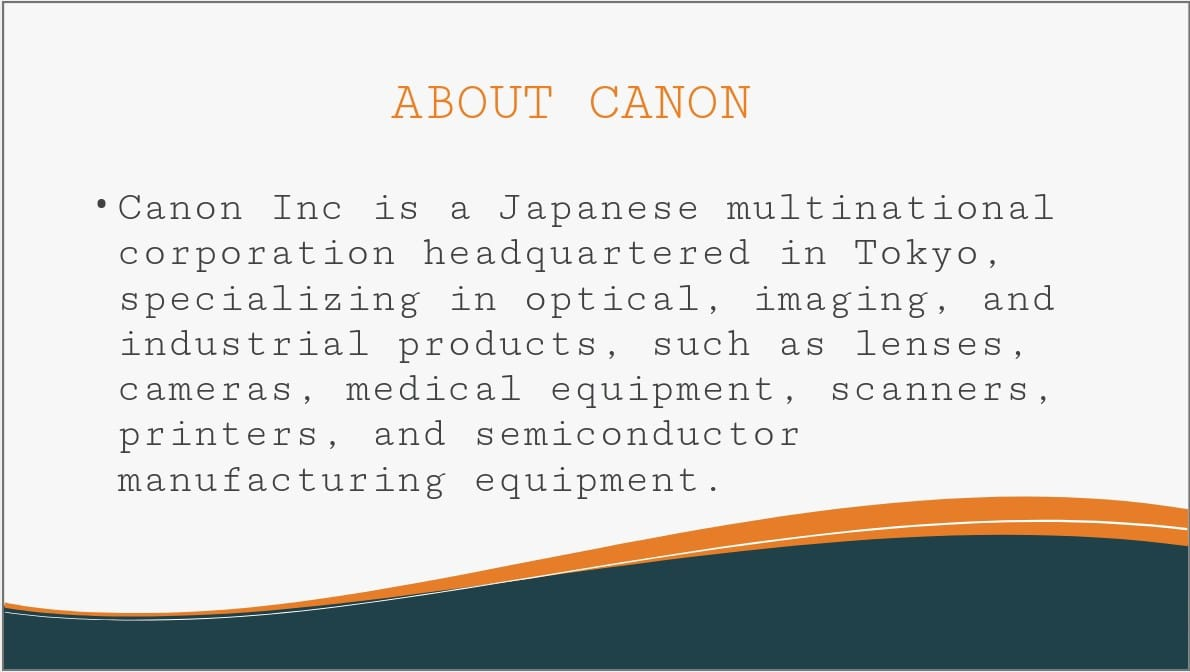 ABOUT CANON
• Canon Inc is a Japanese multinational
corporation headquartered in Tokyo,
specializing in optical, imaging, and
industrial products, such as lenses,
cameras, medical equipment, scanners,
printers, and semiconductor
manufacturing equipment.